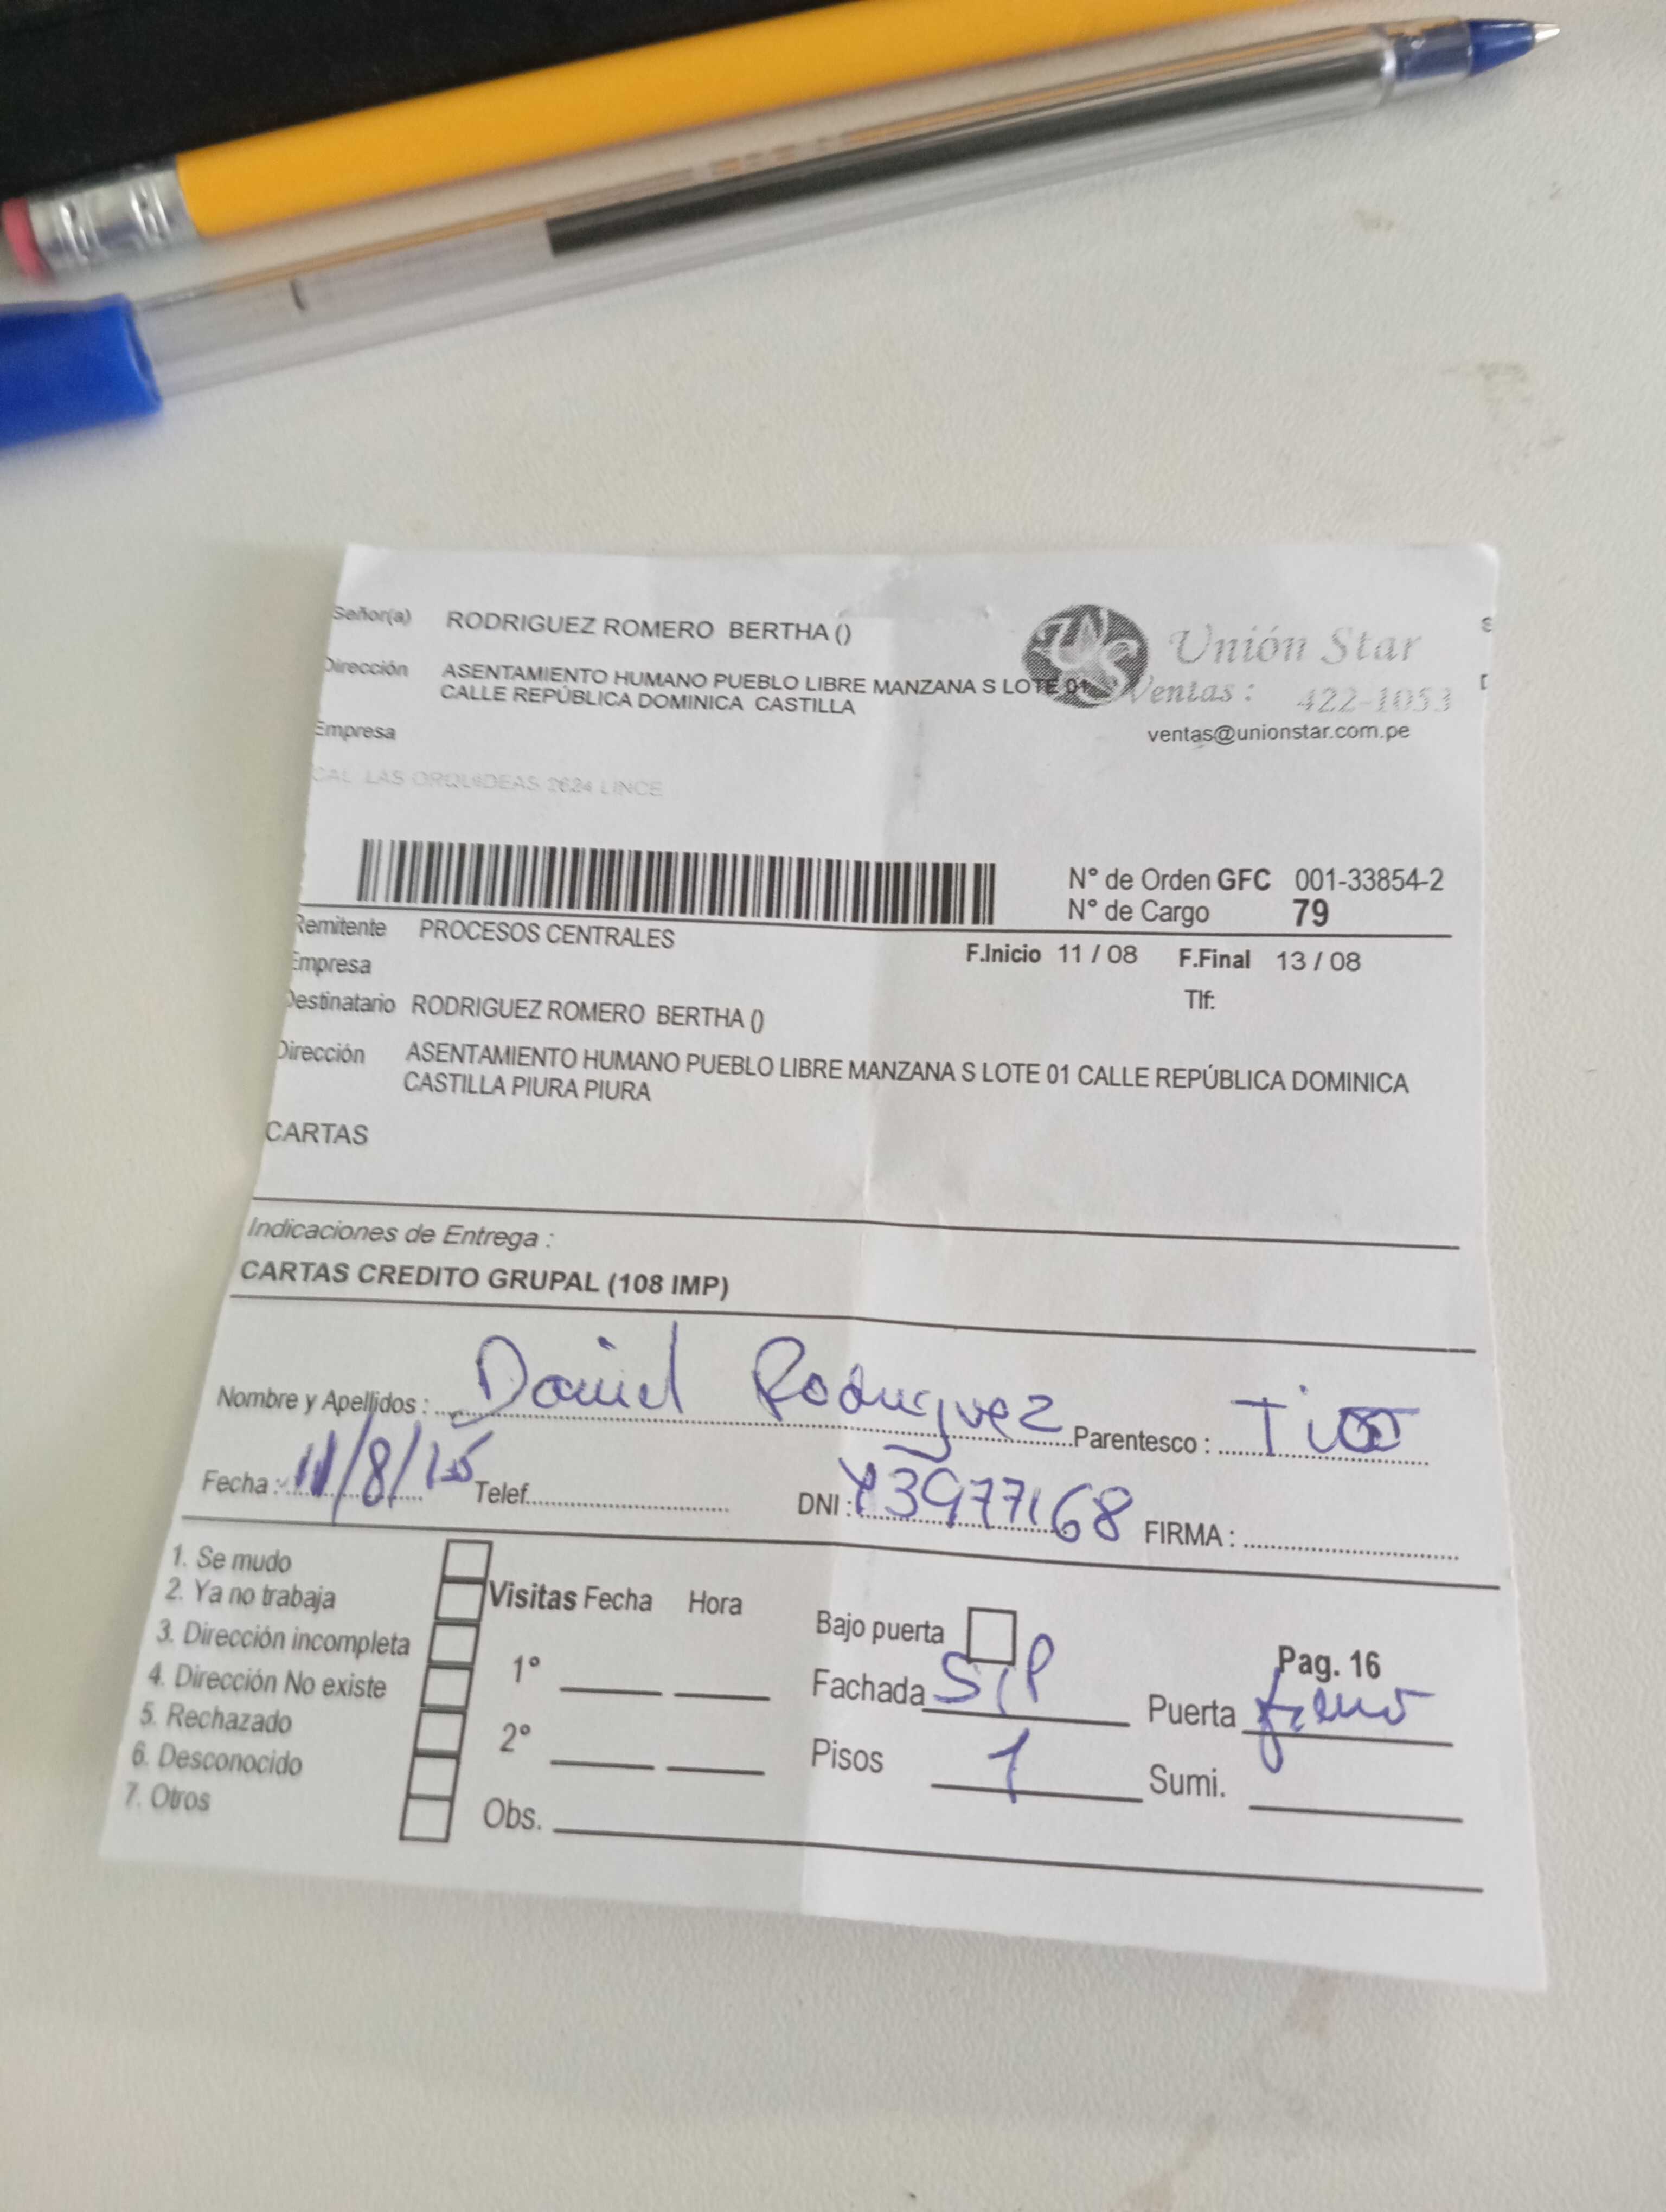 Señor(a) RODRIGUEZ ROMERO BERTHA ()
Dirección ASENTAMIENTO HUMANO PUEBLO LIBRE MANZANA S LOTE 01
CALLE REPÚBLICA DOMINICA CASTILLA
Unión Star
Ventas : 422-1053
ventas@unionstar.com.pe
Empresa
CAL. LAS ORQUIDEAS 2624 LINCE
N° de Orden GFC 001-33854-2
N° de Cargo 79
Remitente PROCESOS CENTRALES
F.Inicio 11 / 08 F.Final 13 / 08
Empresa
Tlf:
Destinatario RODRIGUEZ ROMERO BERTHA ()
Dirección ASENTAMIENTO HUMANO PUEBLO LIBRE MANZANA S LOTE 01 CALLE REPÚBLICA DOMINICA
CASTILLA PIURA PIURA
CARTAS
Indicaciones de Entrega :
CARTAS CREDITO GRUPAL (108 IMP)
Nombre y Apellidos : Daniel Rodriguez Parentesco : Tio
Fecha : 11/8/ Telef. DNI : 43977168 FIRMA :
1. Se mudo
2. Ya no trabaja
3. Dirección incompleta
4. Dirección No existe
5. Rechazado
6. Desconocido
7. Otros
Visitas Fecha Hora
1°
2°
Obs.
Bajo puerta
Pag. 16
Fachada S/P Puerta fierro
Pisos 1 Sumi.